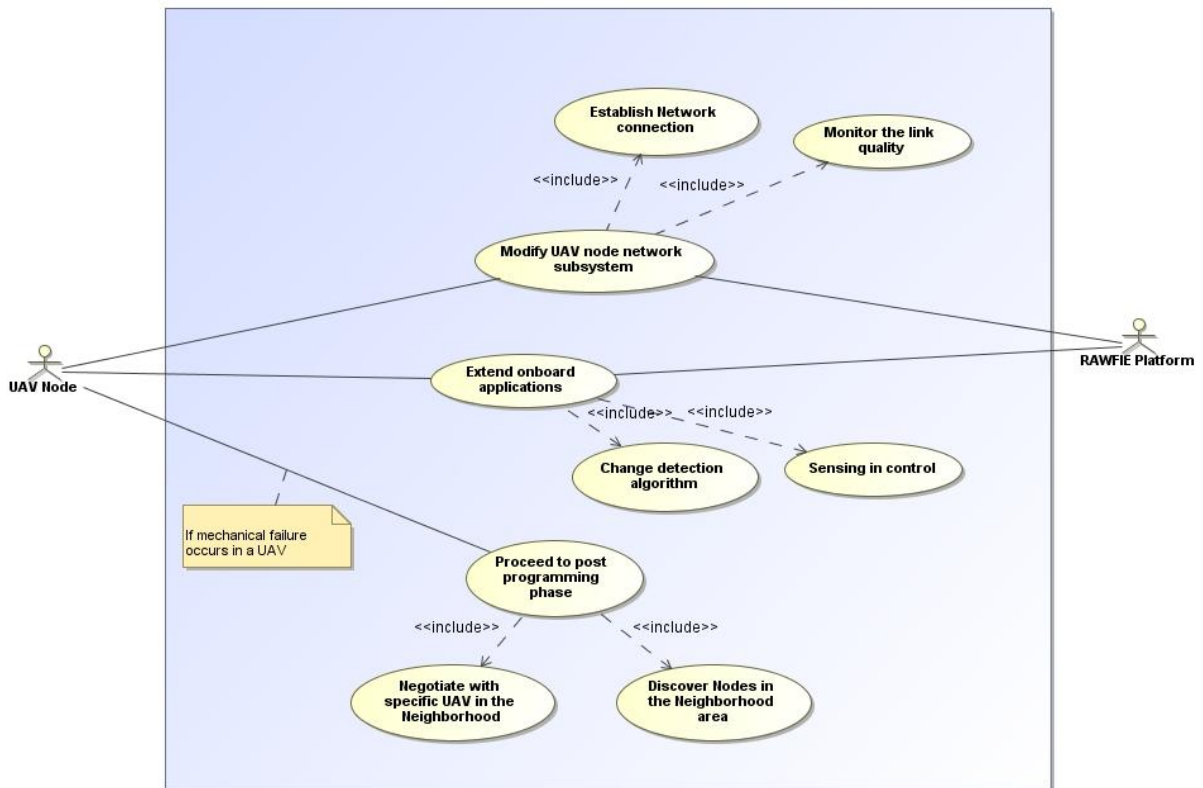 Establish Network
connection
Monitor the link
quality
<<include>>
<<include>>
Modify UAV node network
subsystem
UAV Node
RAWFIE Platform
Extend onboard
applications
<<include>>
<<include>>
Change detection
algorithm
Sensing in control
If mechanical failure
occurs in a UAV
Proceed to post
programming
phase
<<include>>
<<include>>
Negotiate with
specific UAV in the
Neighborhood
Discover Nodes in
the Neighborhood
area